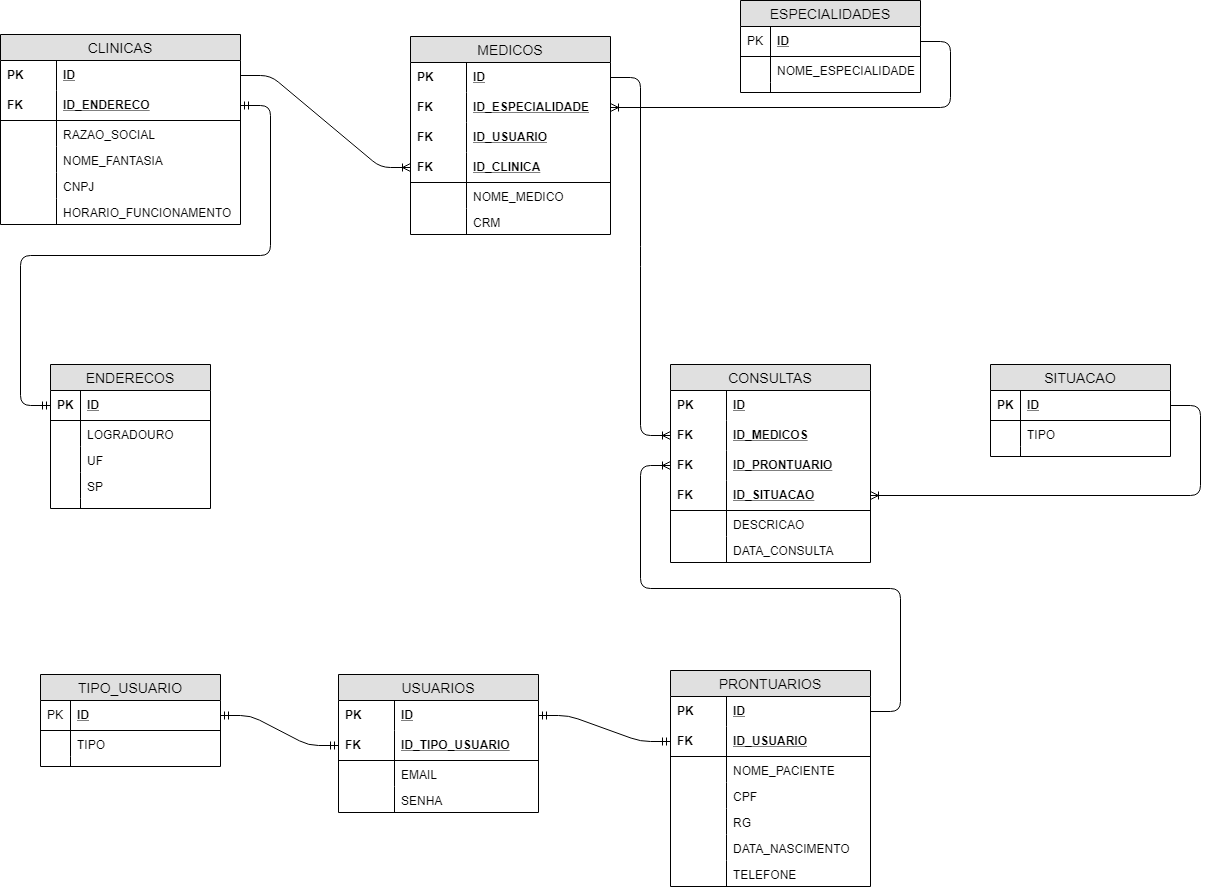 CLINICAS
PK ID
FK ID_ENDERECO
RAZAO_SOCIAL
NOME_FANTASIA
CNPJ
HORARIO_FUNCIONAMENTO
MEDICOS
PK ID
FK ID_ESPECIALIDADE
FK ID_USUARIO
FK ID_CLINICA
NOME_MEDICO
CRM
ESPECIALIDADES
PK ID
NOME_ESPECIALIDADE
ENDERECOS
PK ID
LOGRADOURO
UF
SP
CONSULTAS
PK ID
FK ID_MEDICOS
FK ID_PRONTUARIO
FK ID_SITUACAO
DESCRICAO
DATA_CONSULTA
SITUACAO
PK ID
TIPO
TIPO_USUARIO
PK ID
TIPO
USUARIOS
PK ID
FK ID_TIPO_USUARIO
EMAIL
SENHA
PRONTUARIOS
PK ID
FK ID_USUARIO
NOME_PACIENTE
CPF
RG
DATA_NASCIMENTO
TELEFONE